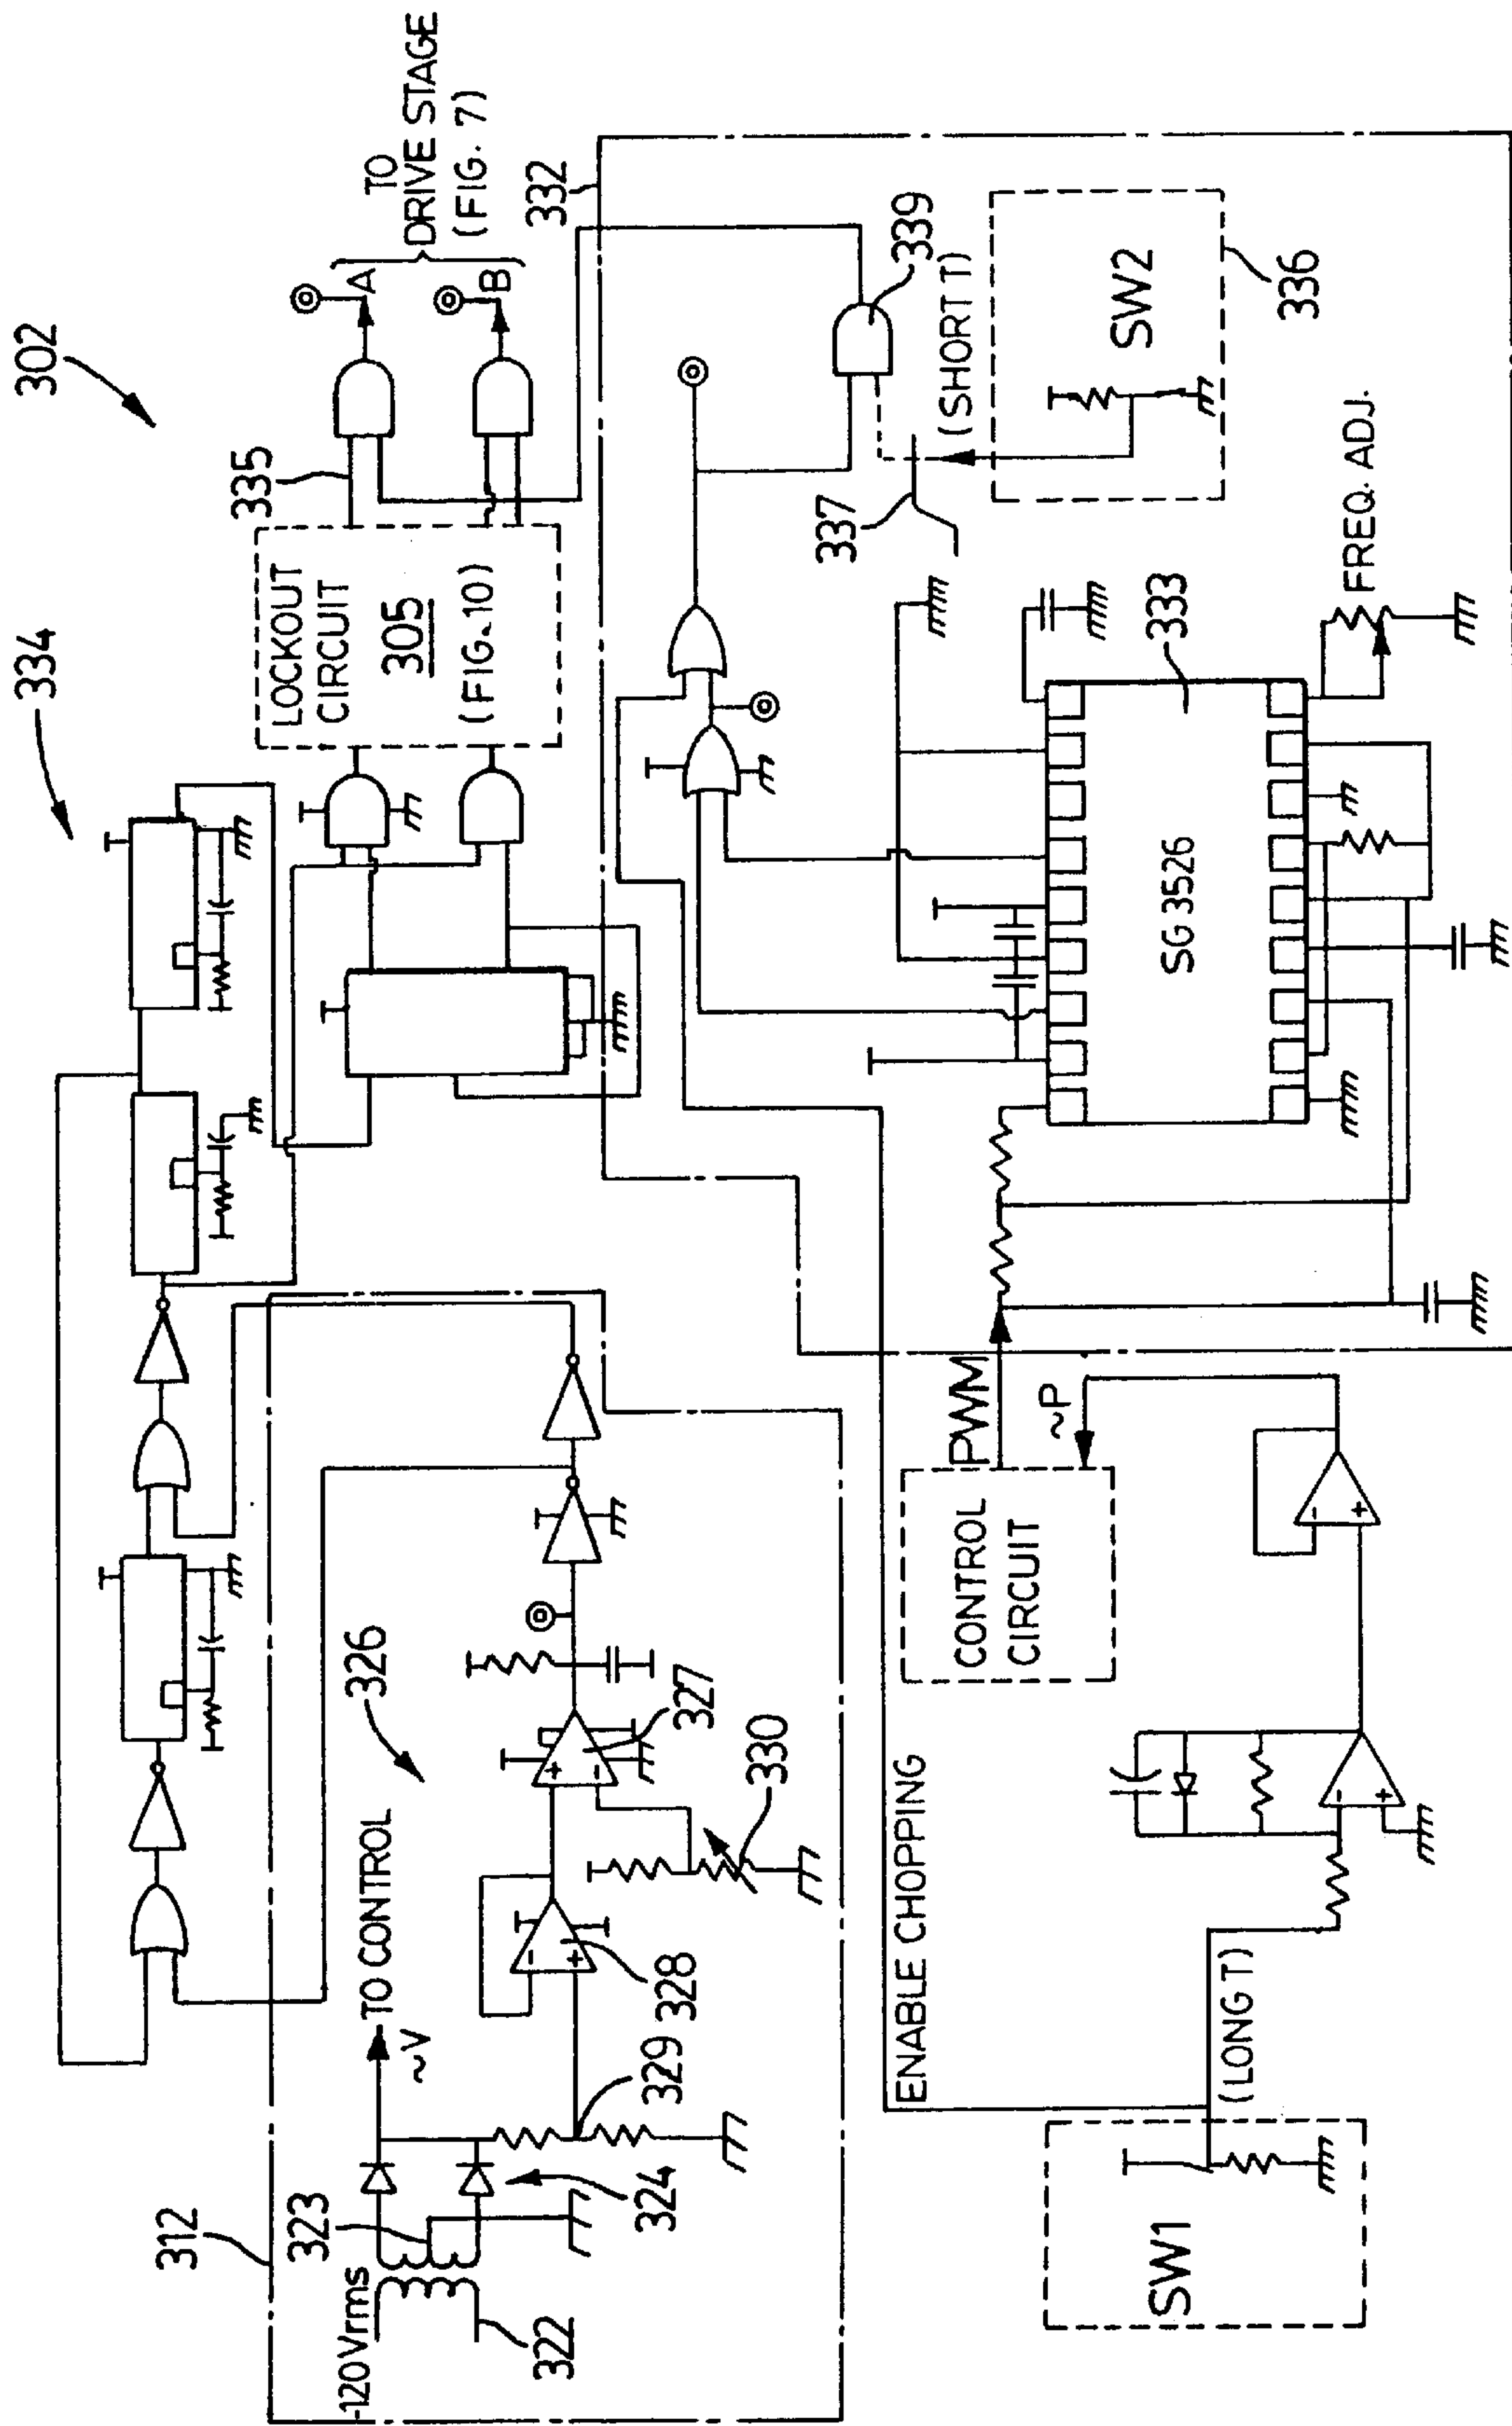 302
334
335
TO
DRIVE STAGE
(FIG. 7)
A
B
LOCKOUT
CIRCUIT
305
(FIG. 10)
332
339
(SHORT T)
337
SW2
336
SG 3526
333
FREQ. ADJ.
312
-120Vrms
322
323
324
~V
TO CONTROL
326
-
+
328
329
+
-
327
330
ENABLE CHOPPING
CONTROL
CIRCUIT
PWM
~P
SW1
(LONG T)
-
+
-
+